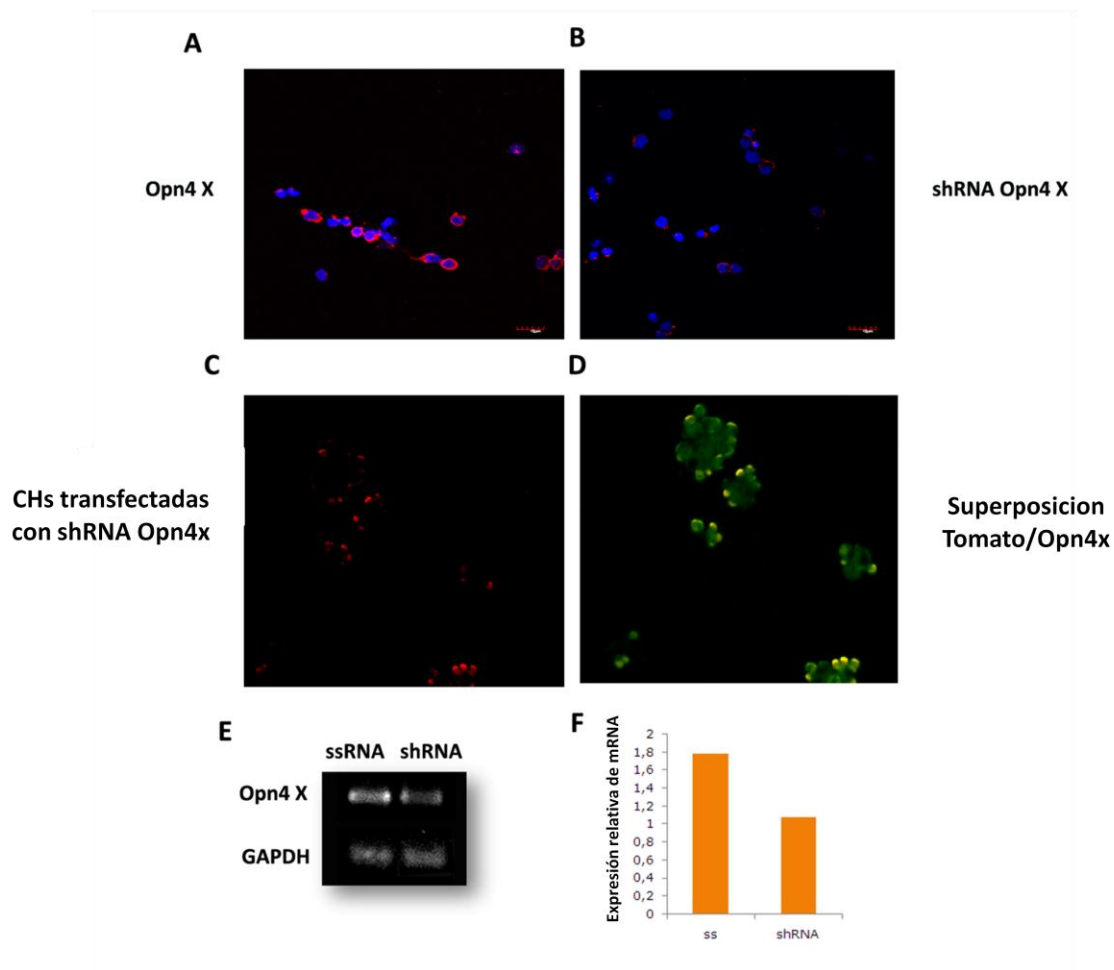 A
B
Opn4 X
shRNA Opn4 X
C
D
CHs transfectadas
con shRNA Opn4x
Superposicion
Tomato/Opn4x
E
ssRNA shRNA
Opn4 X
GAPDH
F
Expresión relativa de mRNA
2
1,8
1,6
1,4
1,2
1
0,8
0,6
0,4
0,2
0
ss
shRNA